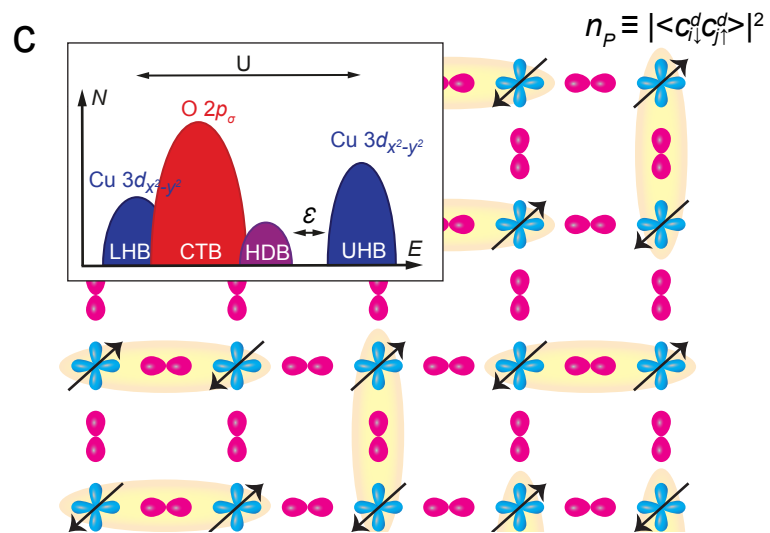 c
n_P ≡ |<c^d_{i↓}c^d_{j↑}>|^2
U
N
O 2p_σ
Cu 3d_{x²-y²}
Cu 3d_{x²-y²}
ε
LHB
CTB
HDB
UHB
E